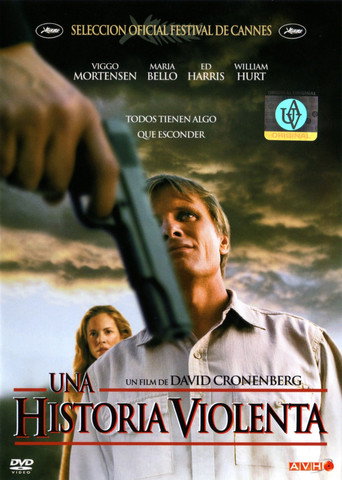 SELECCION OFICIAL FESTIVAL DE CANNES
VIGGO MORTENSEN
MARIA BELLO
ED HARRIS
WILLIAM HURT
TODOS TIENEN ALGO
QUE ESCONDER
ORIGINAL
UNA
UN FILM DE DAVID CRONENBERG
HISTORIA VIOLENTA
DVD
VIDEO
AVH